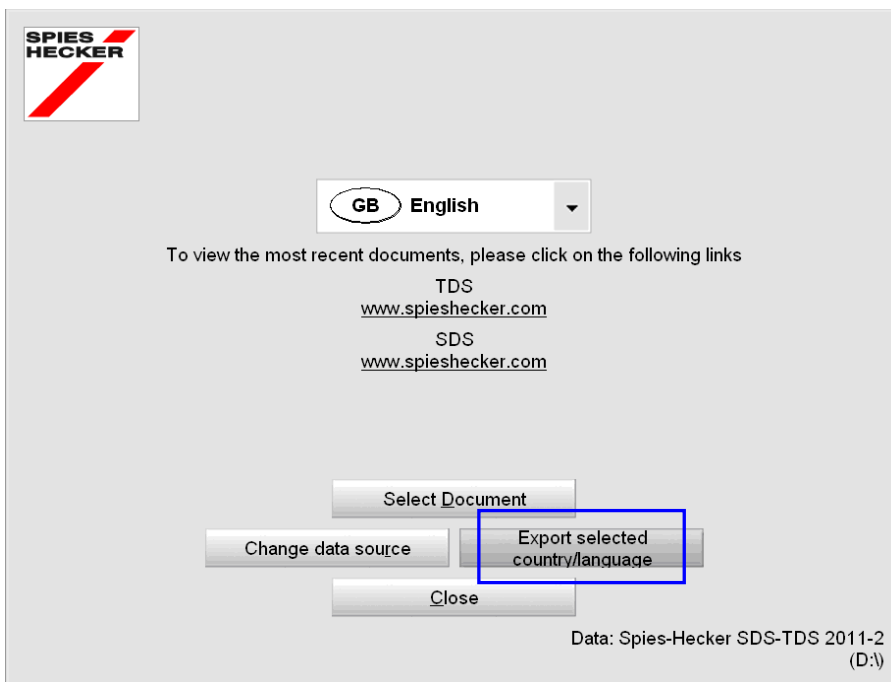 SPIES
HECKER
GB English
To view the most recent documents, please click on the following links
TDS
www.spieshecker.com
SDS
www.spieshecker.com
Select Document
Change data source
Export selected
country/language
Close
Data: Spies-Hecker SDS-TDS 2011-2
(D:\)